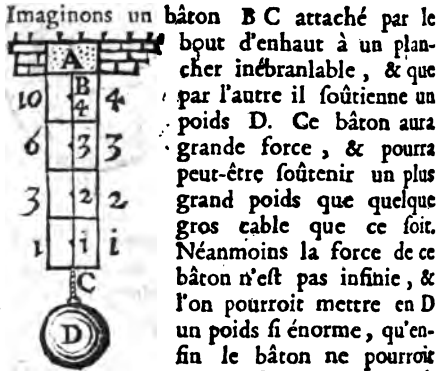 Imaginons un bâton B C attaché par le
bout d'enhaut à un plan-
cher inébranlable, & que
par l'autre il ſoûtienne un
poids D. Ce bâton aura
grande force, & pourra
peut-être ſoûtenir un plus
grand poids que quelque
gros cable que ce ſoit.
Néanmoins la force de ce
bâton n'eſt pas infinie, &
l'on pourroit mettre en D
un poids ſi énorme, qu'en-
fin le bâton ne pourroit
A
B
10 4 4
6 3 3
3 2 2
1 i i
C
D